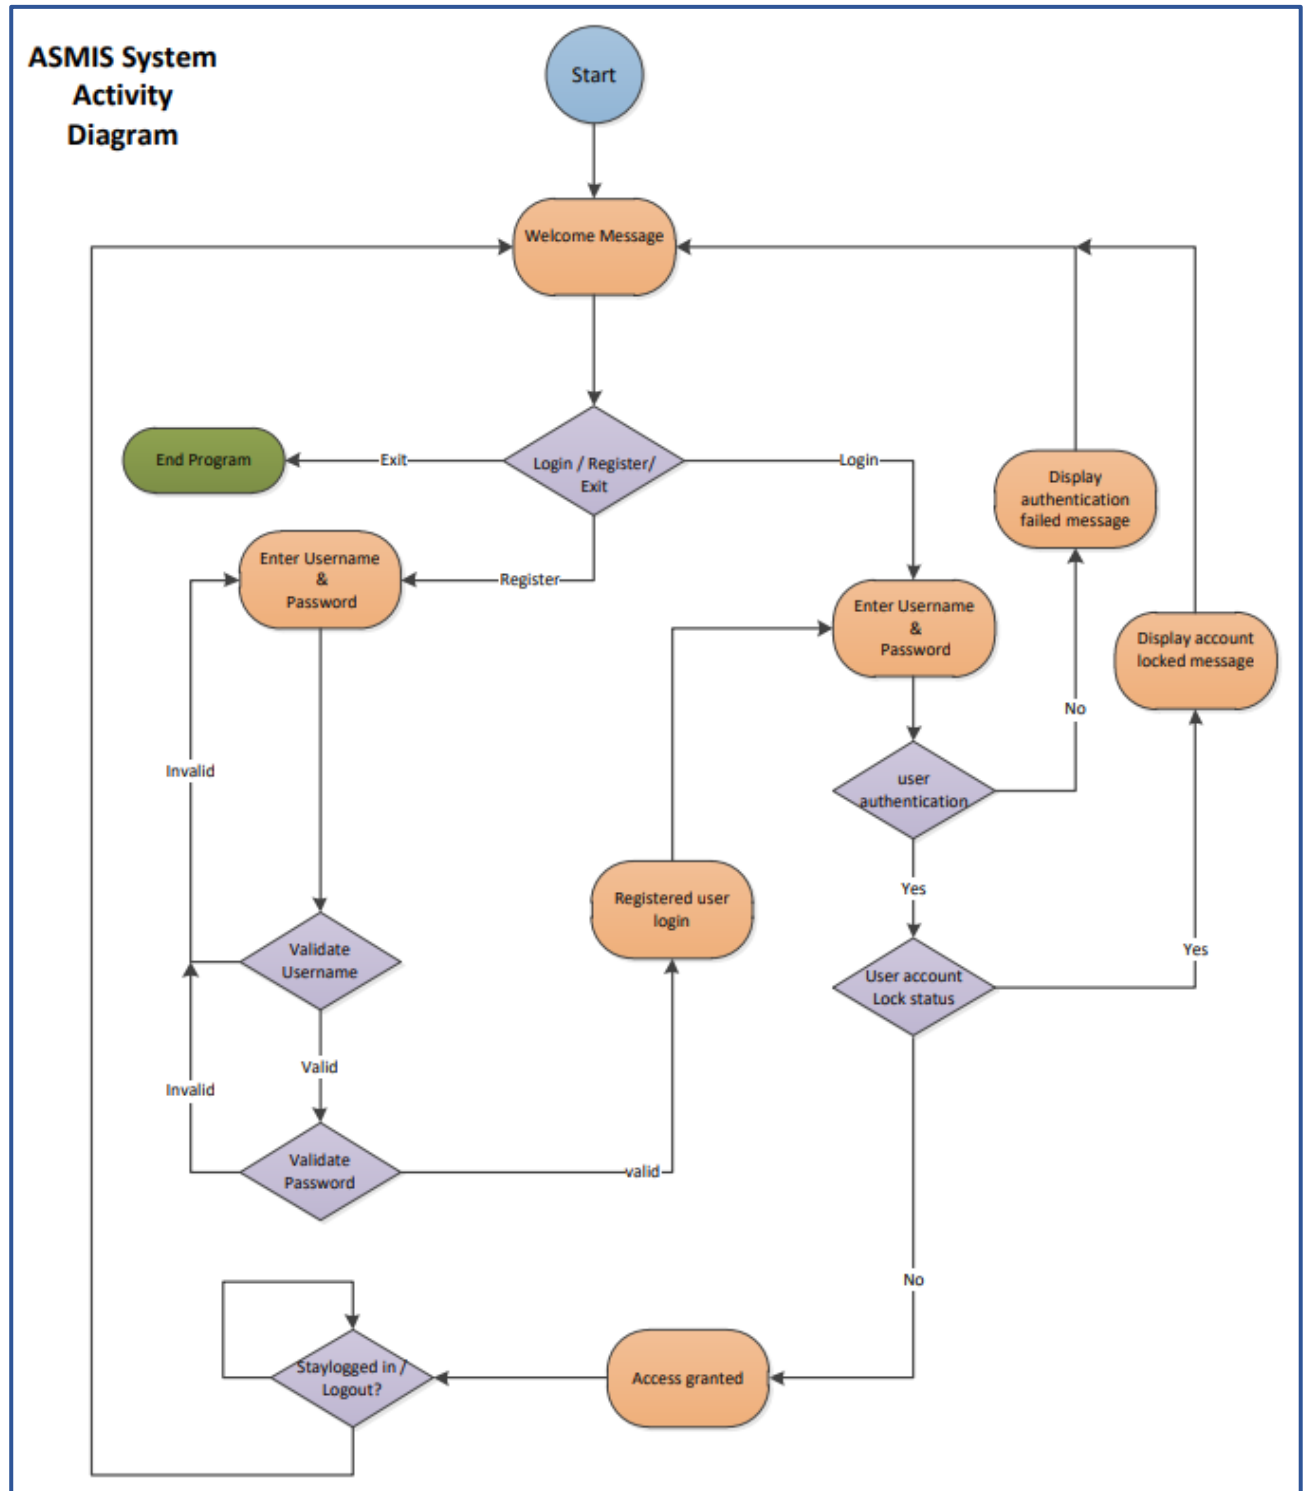 ASMIS System
Activity
Diagram
Start
Welcome Message
Login / Register/
Exit
Exit
End Program
Login
Register
Enter Username
&
Password
Display
authentication
failed message
Enter Username
&
Password
Display account
locked message
No
Invalid
user
authentication
Yes
Registered user
login
Validate
Username
User account
Lock status
Yes
Valid
Invalid
Validate
Password
valid
No
Staylogged in /
Logout?
Access granted